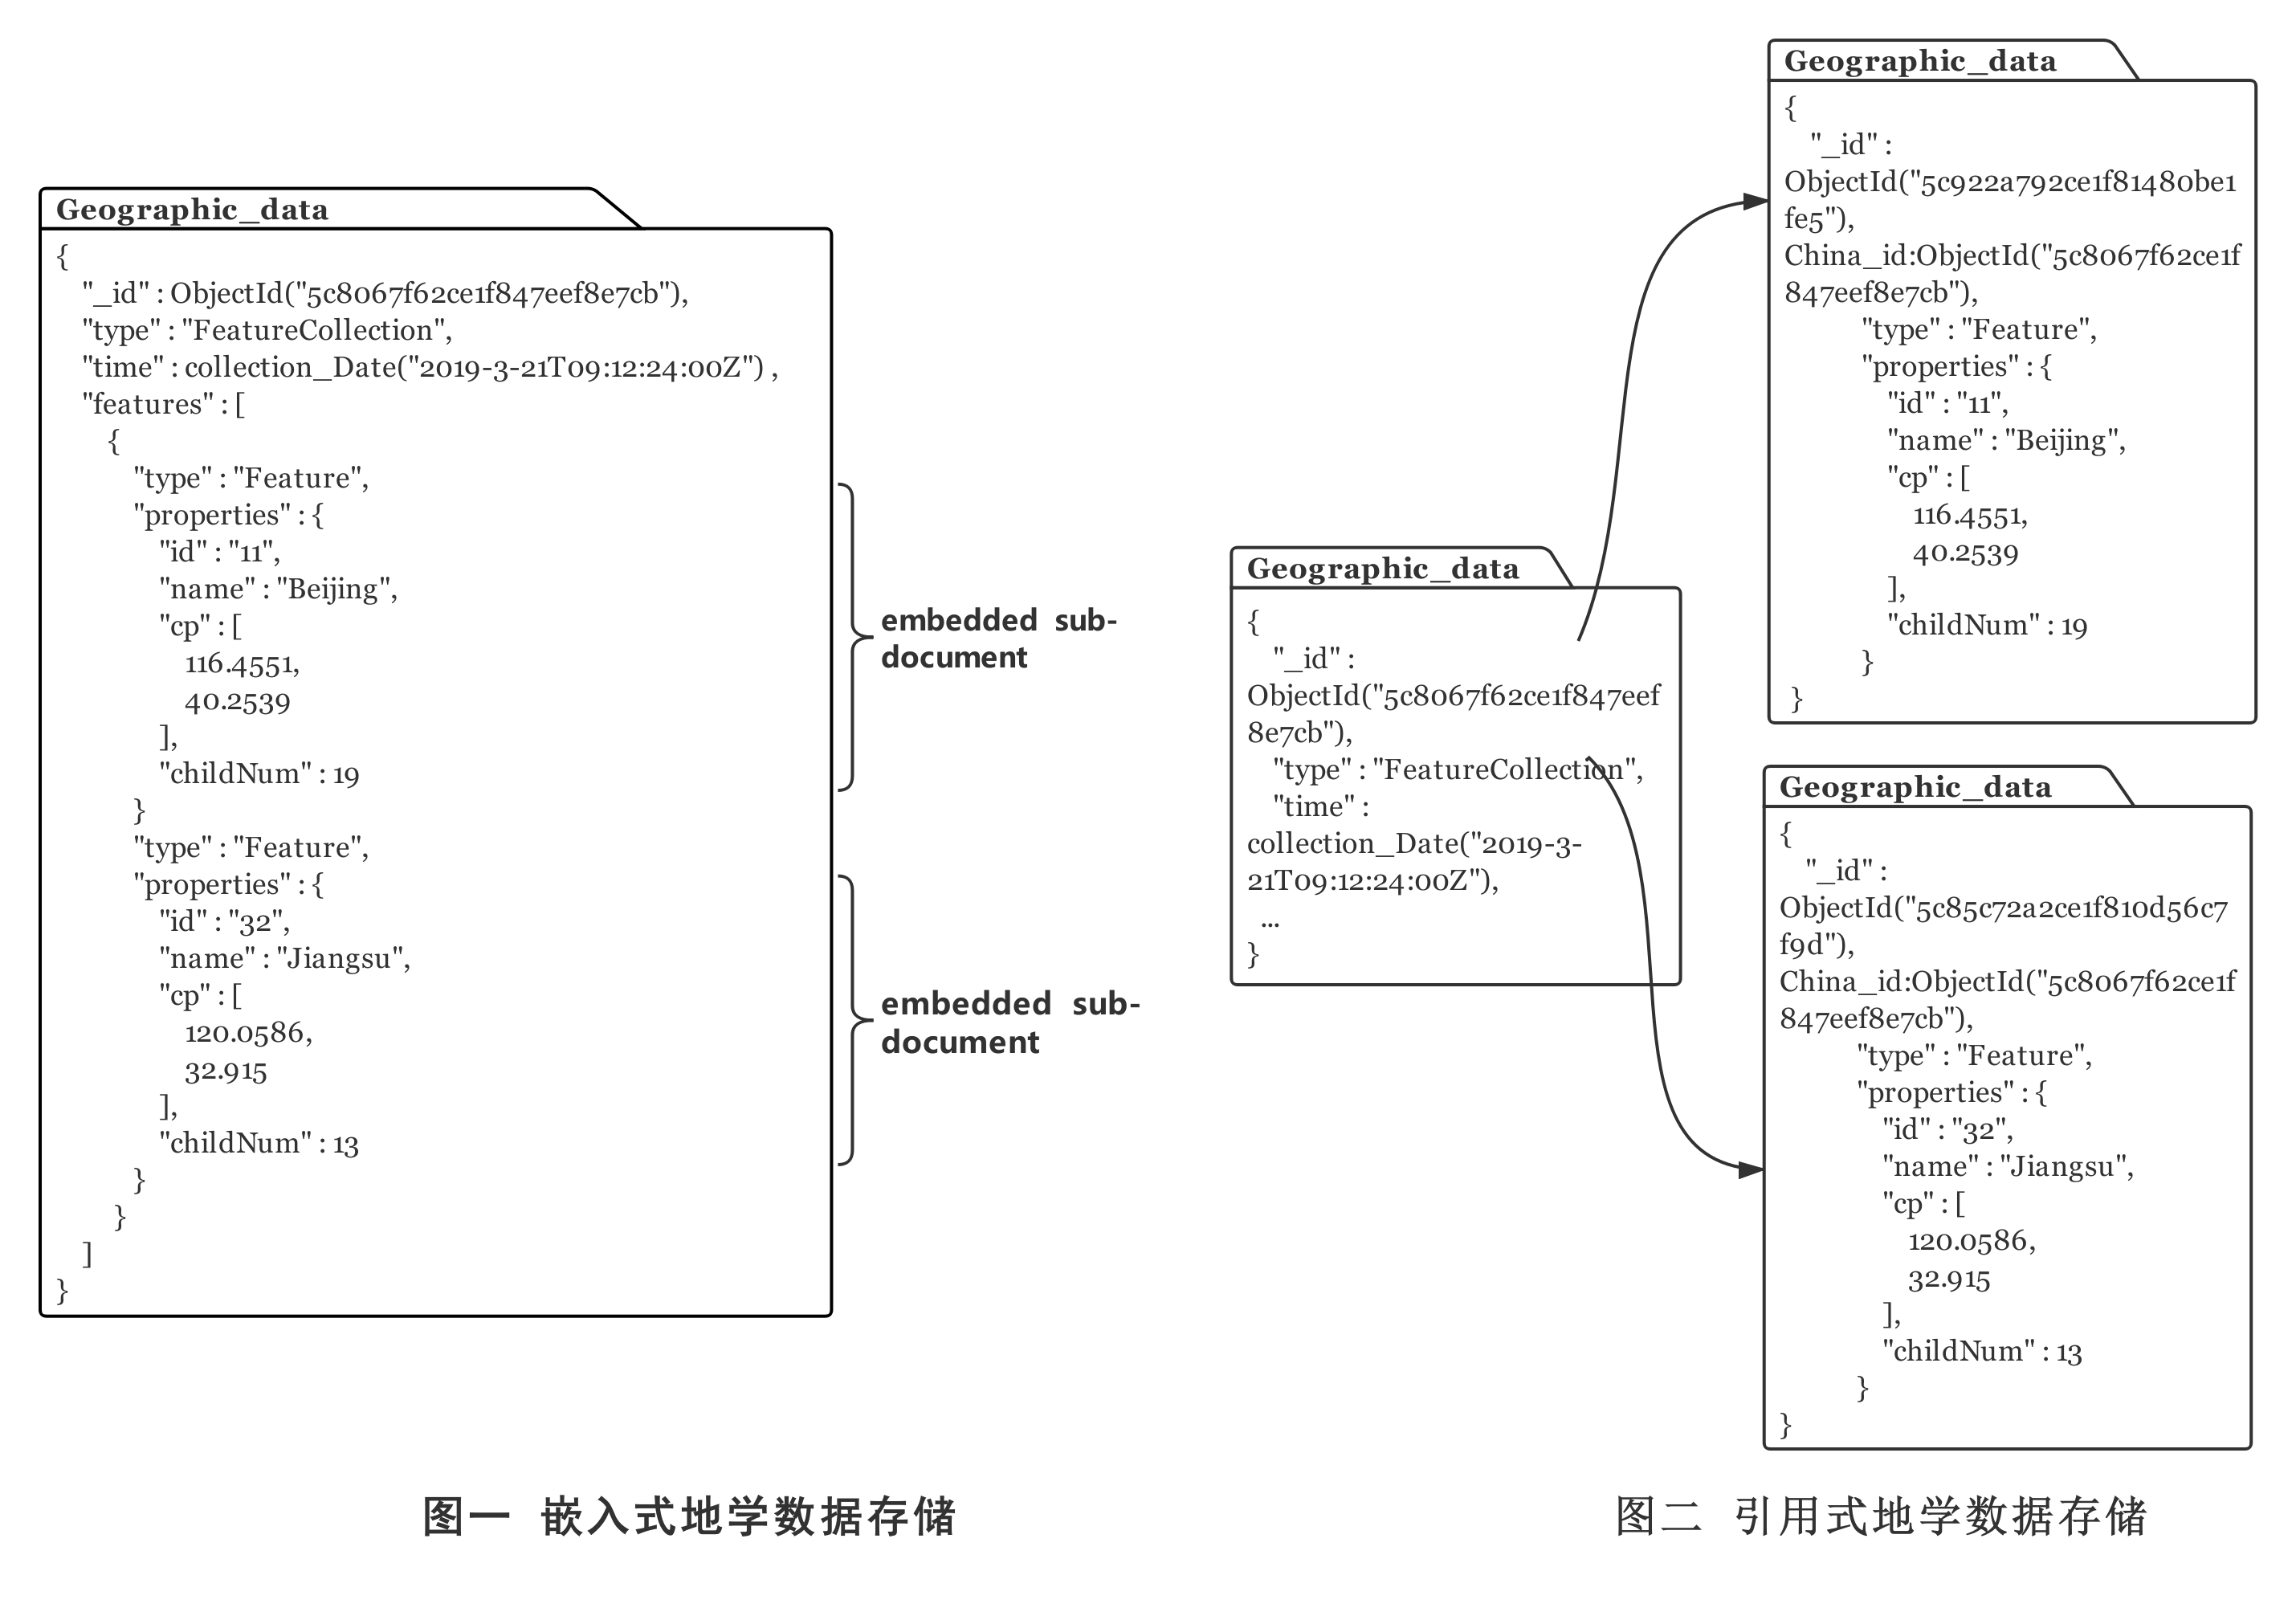 Geographic_data
{
"_id" : ObjectId("5c8067f62ce1f847eef8e7cb"),
"type" : "FeatureCollection",
"time" : collection_Date("2019-3-21T09:12:24:00Z") ,
"features" : [
{
"type" : "Feature",
"properties" : {
"id" : "11",
"name" : "Beijing",
"cp" : [
116.4551,
40.2539
],
"childNum" : 19
}
"type" : "Feature",
"properties" : {
"id" : "32",
"name" : "Jiangsu",
"cp" : [
120.0586,
32.915
],
"childNum" : 13
}
}
]
}
embedded sub-
document
embedded sub-
document
图一 嵌入式地学数据存储
Geographic_data
{
"_id" :
ObjectId("5c8067f62ce1f847eef
8e7cb"),
"type" : "FeatureCollection",
"time" :
collection_Date("2019-3-
21T09:12:24:00Z"),
...
}
Geographic_data
{
"_id" :
ObjectId("5c922a792ce1f81480be1
fe5"),
China_id:ObjectId("5c8067f62ce1f
847eef8e7cb"),
"type" : "Feature",
"properties" : {
"id" : "11",
"name" : "Beijing",
"cp" : [
116.4551,
40.2539
],
"childNum" : 19
}
}
Geographic_data
{
"_id" :
ObjectId("5c85c72a2ce1f810d56c7
f9d"),
China_id:ObjectId("5c8067f62ce1f
847eef8e7cb"),
"type" : "Feature",
"properties" : {
"id" : "32",
"name" : "Jiangsu",
"cp" : [
120.0586,
32.915
],
"childNum" : 13
}
}
图二 引用式地学数据存储